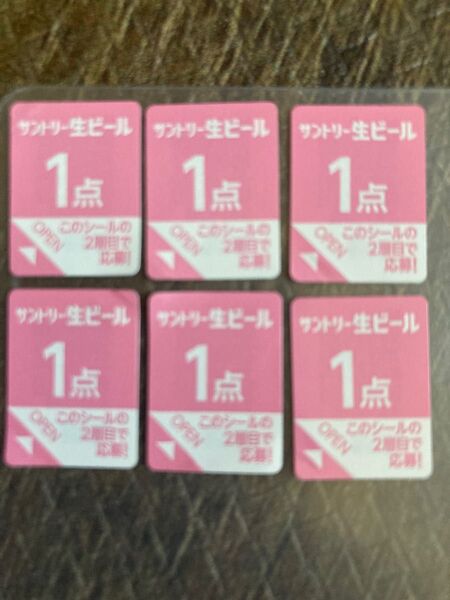 サントリー生ビール
1点
OPEN
このシールの
2層目で
応募!
サントリー生ビール
1点
OPEN
このシールの
2層目で
応募!
サントリー生ビール
1点
OPEN
このシールの
2層目で
応募!
サントリー生ビール
1点
OPEN
このシールの
2層目で
応募!
サントリー生ビール
1点
OPEN
このシールの
2層目で
応募!
サントリー生ビール
1点
OPEN
このシールの
2層目で
応募!